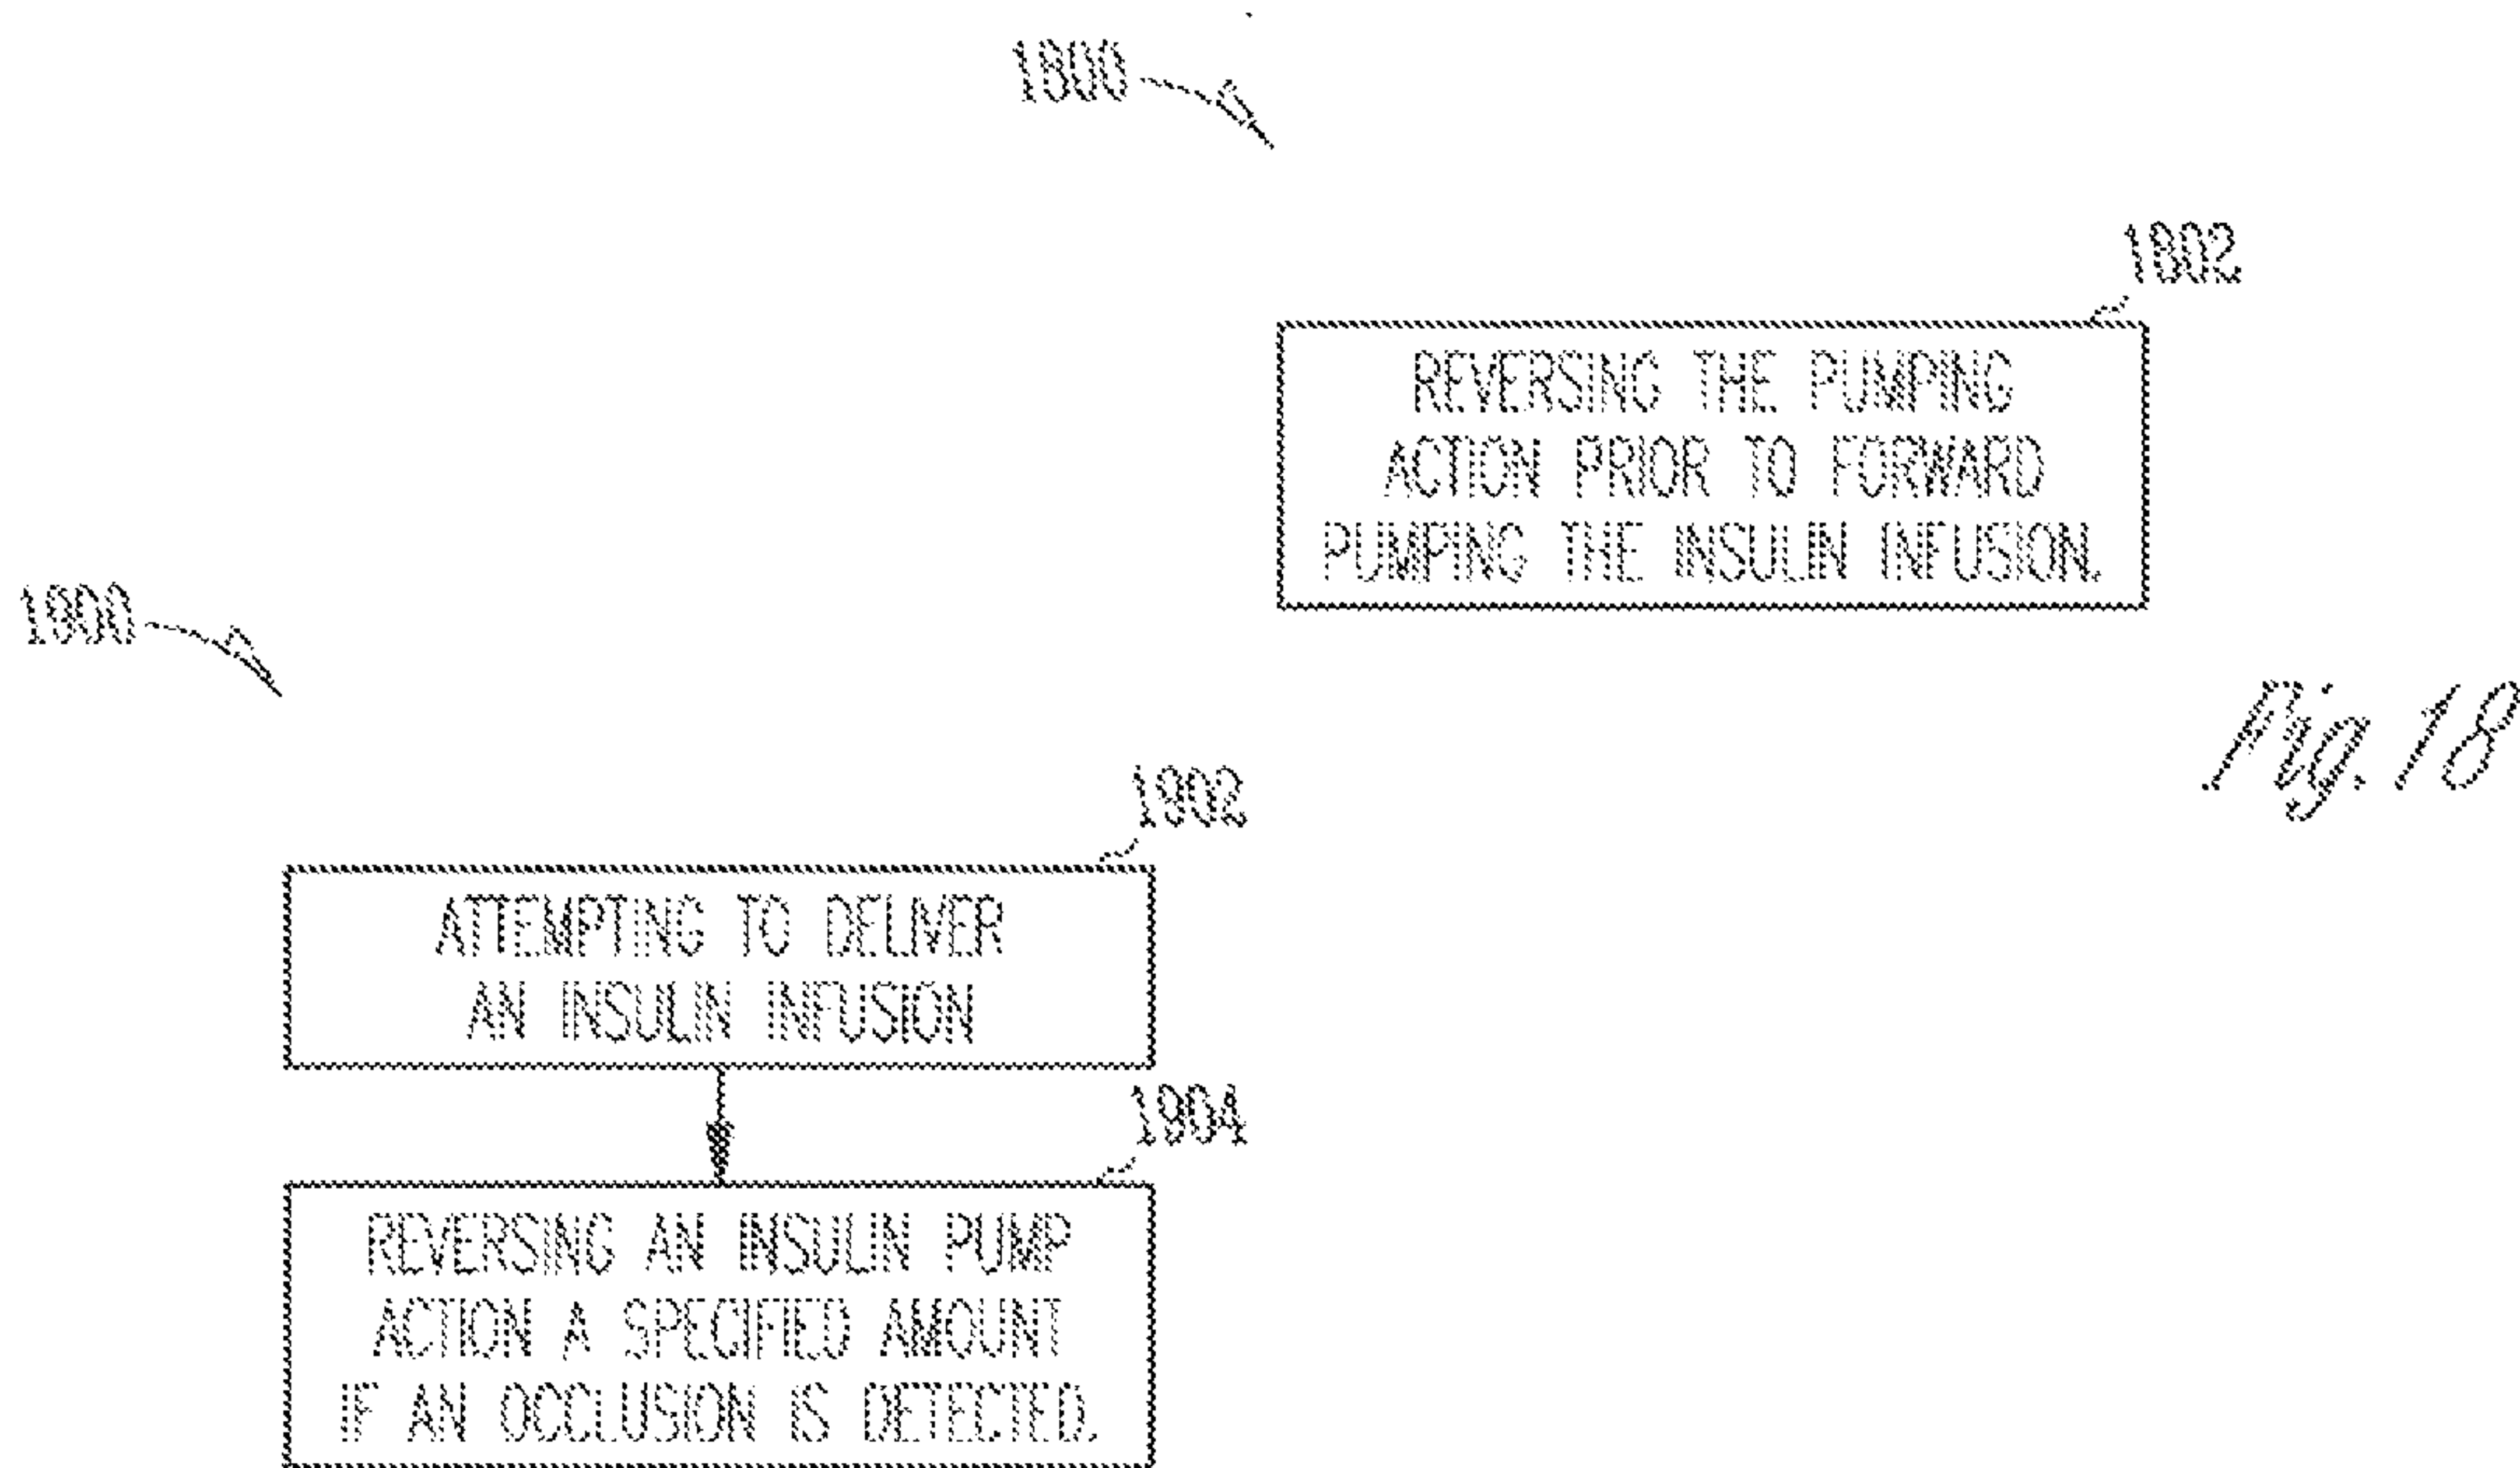 1800
1802
REVERSING THE PUMPING
ACTION PRIOR TO FORWARD
PUMPING THE INSULIN INFUSION.
Fig. 18
1900
1902
ATTEMPTING TO DELIVER
AN INSULIN INFUSION
1904
REVERSING AN INSULIN PUMP
ACTION A SPECIFIED AMOUNT
IF AN OCCLUSION IS DETECTED.